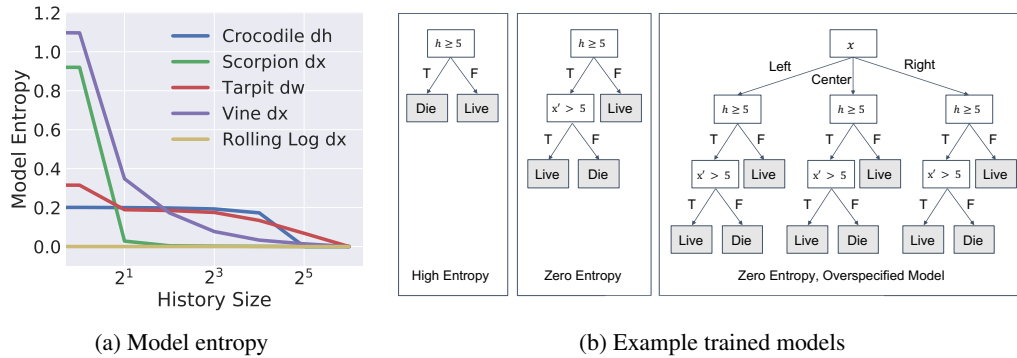 1.2
1.0
0.8
0.6
0.4
0.2
0.0
Model Entropy
Crocodile dh
Scorpion dx
Tarpit dw
Vine dx
Rolling Log dx
2^1
2^3
2^5
History Size
(a) Model entropy
h ≥ 5
T F
Die Live
High Entropy
h ≥ 5
T F
x′ > 5 Live
T F
Live Die
Zero Entropy
x
Left Center Right
h ≥ 5 h ≥ 5 h ≥ 5
T F T F T F
x′ > 5 Live x′ > 5 Live x′ > 5 Live
T F T F T F
Live Die Live Die Live Die
Zero Entropy, Overspecified Model
(b) Example trained models